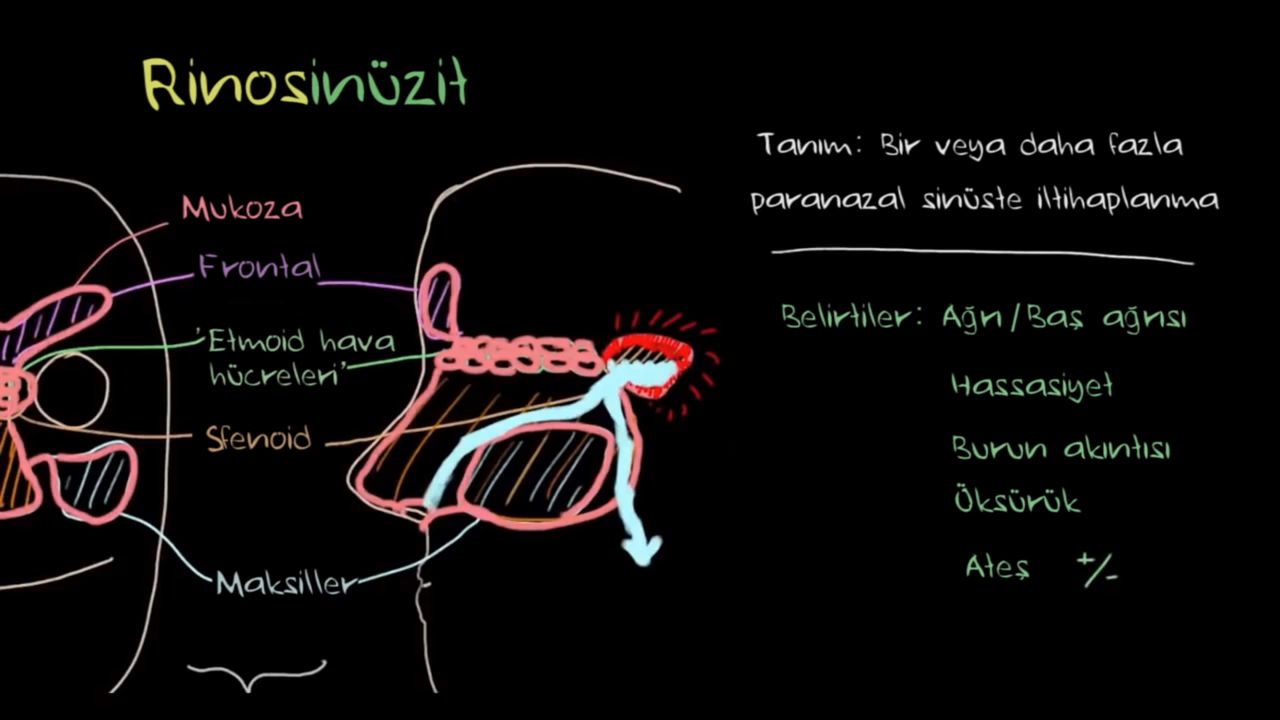 Rinosinüzit
Mukoza
Frontal
'Etmoid hava
hücreleri'
Sfenoid
Maksiller
Tanım: Bir veya daha fazla
paranazal sinüste iltihaplanma
Belirtiler: Ağrı/Baş ağrısı
Hassasiyet
Burun akıntısı
Üksürük
Ateş +/-